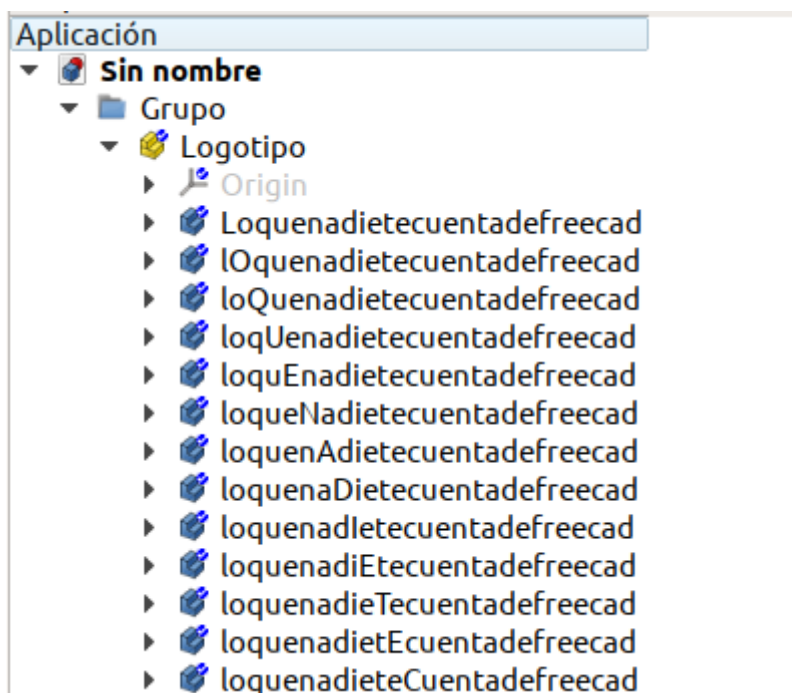 Aplicación
Sin nombre
Grupo
Logotipo
Origin
Loquenadietecuentadefreecad
lOquenadietecuentadefreecad
loQuenadietecuentadefreecad
loqUenadietecuentadefreecad
loquEnadietecuentadefreecad
loqueNadietecuentadefreecad
loquenAdietecuentadefreecad
loquenaDietecuentadefreecad
loquenadIetecuentadefreecad
loquenadiEtecuentadefreecad
loquenadieTecuentadefreecad
loquenadietEcuentadefreecad
loquenadieteCuentadefreecad